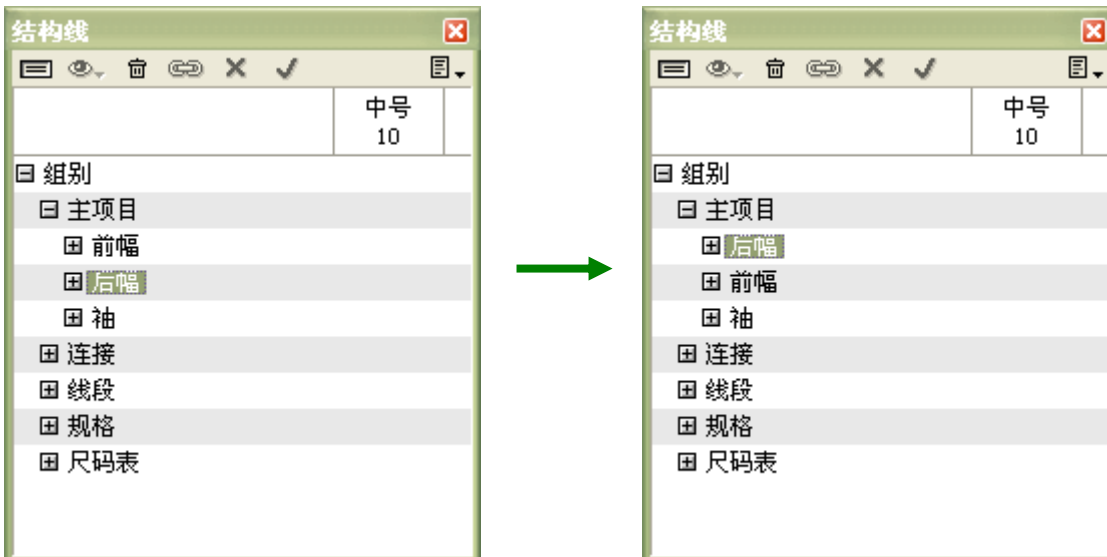 结构线
中号
10
组别
主项目
前幅
后幅
袖
连接
线段
规格
尺码表
结构线
中号
10
组别
主项目
后幅
前幅
袖
连接
线段
规格
尺码表